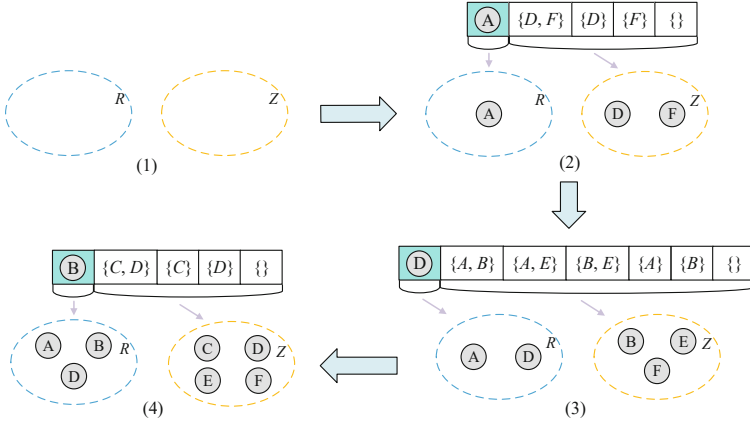 A {D, F} {D} {F} {}
R Z
(1)
R Z
A D F
(2)
B {C, D} {C} {D} {}
A B R
D
C D Z
E F
(4)
D {A, B} {A, E} {B, E} {A} {B} {}
R
A D
B E Z
F
(3)